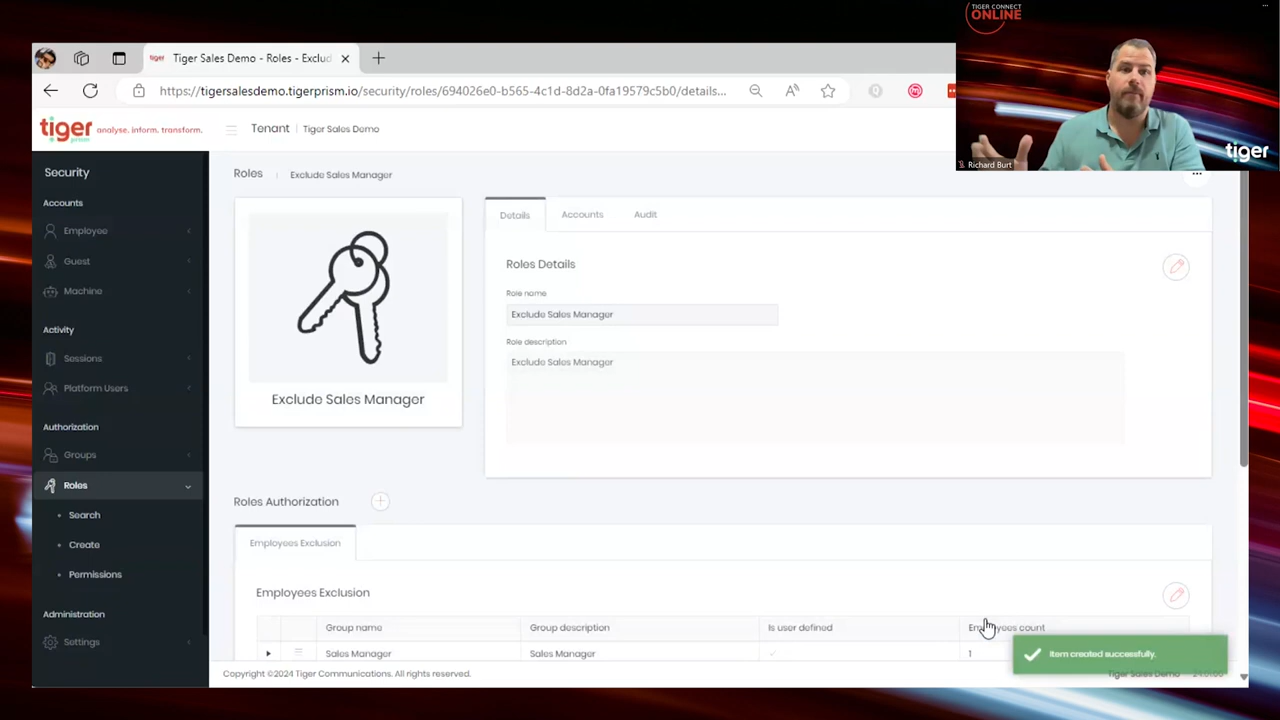 TIGER CONNECT
ONLINE
tiger Tiger Sales Demo - Roles - Exclud
https://tigersalesdemo.tigerprism.io/security/roles/694026e0-b565-4c1d-8d2a-0fa19579c5b0/details...
tiger analyse. inform. transform.
prism
Tenant Tiger Sales Demo
Richard Burt
tiger
Security
Accounts
Employee
Guest
Machine
Activity
Sessions
Platform Users
Authorization
Groups
Roles
Search
Create
Permissions
Administration
Settings
Roles Exclude Sales Manager
Exclude Sales Manager
Details Accounts Audit
Roles Details
Role name
Exclude Sales Manager
Role description
Exclude Sales Manager
Roles Authorization
Employees Exclusion
Employees Exclusion
Group name Group description Is user defined Employees count
Sales Manager Sales Manager 1
Item created successfully.
Copyright ©2024 Tiger Communications. All rights reserved. Tiger Sales Demo